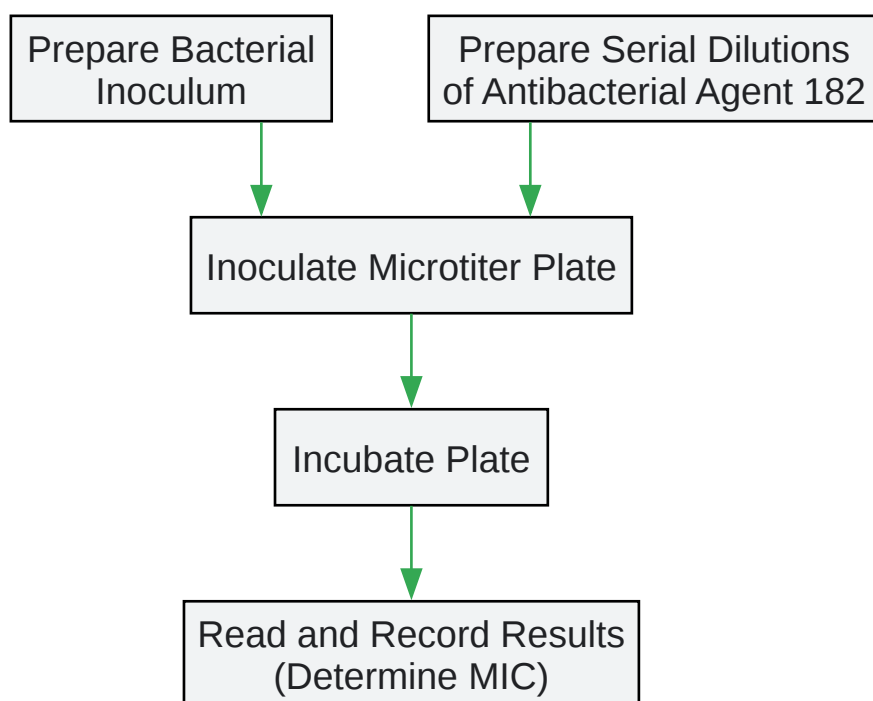 Prepare Bacterial
Inoculum
Prepare Serial Dilutions
of Antibacterial Agent 182
Inoculate Microtiter Plate
Incubate Plate
Read and Record Results
(Determine MIC)